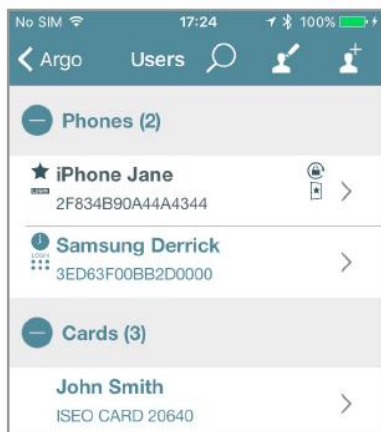 No SIM 17:24 100%
Argo Users
Phones (2)
iPhone Jane
2F834B90A44A4344
Samsung Derrick
LOGIN
3ED63F00BB2D0000
Cards (3)
John Smith
ISEO CARD 20640